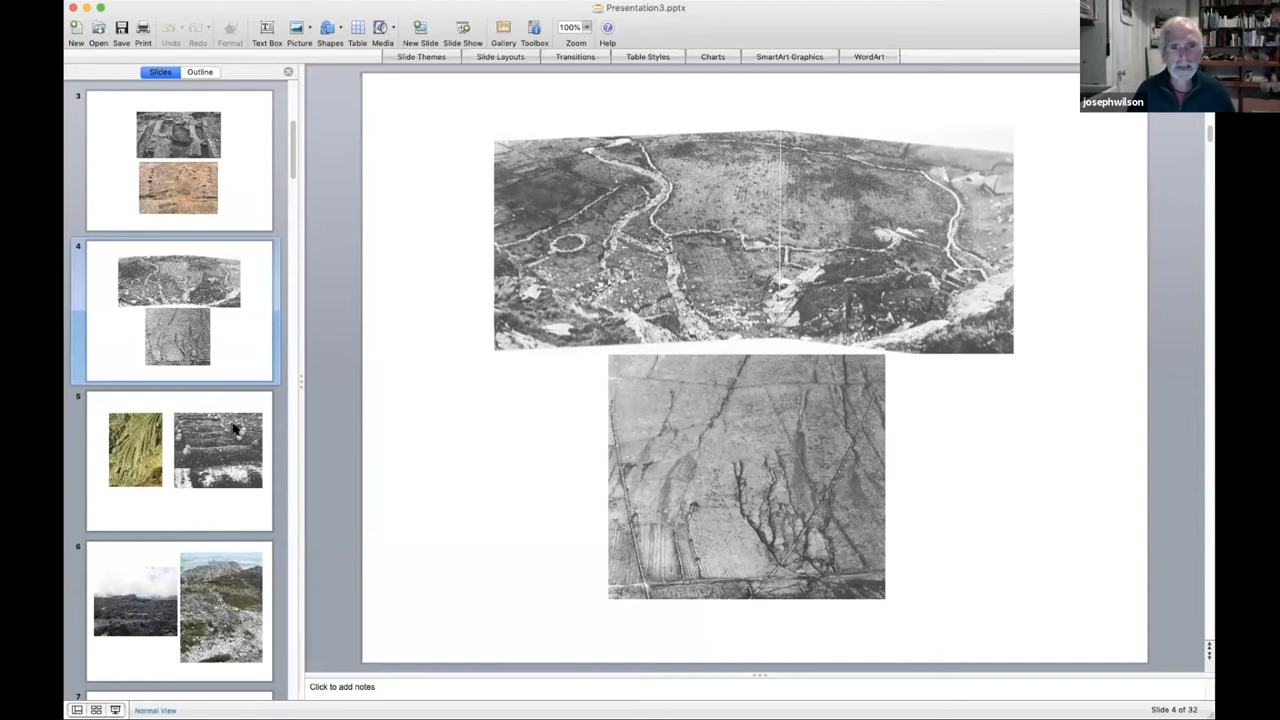 Presentation3.pptx
New Open Save Print Undo Redo Format Text Box Picture Shapes Table Media New Slide Slide Show Gallery Toolbox 100% Zoom Help
Slide Themes Slide Layouts Transitions Table Styles Charts SmartArt Graphics WordArt
josephwilson
Slides Outline
3
4
5
6
7
Click to add notes
Normal View
Slide 4 of 32